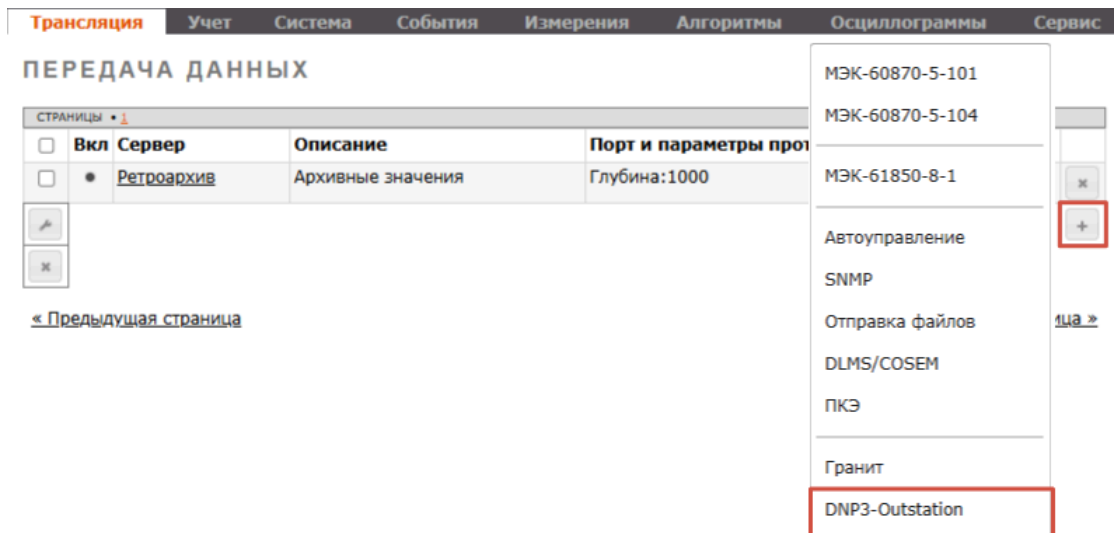 Трансляция Учет Система События Измерения Алгоритмы Осциллограммы Сервис
ПЕРЕДАЧА ДАННЫХ
СТРАНИЦЫ • 1
Вкл Сервер Описание Порт и параметры прот
Ретроархив Архивные значения Глубина:1000
« Предыдущая страница
ица »
МЭК-60870-5-101
МЭК-60870-5-104
МЭК-61850-8-1
Автоуправление
SNMP
Отправка файлов
DLMS/COSEM
ПКЭ
Гранит
DNP3-Outstation